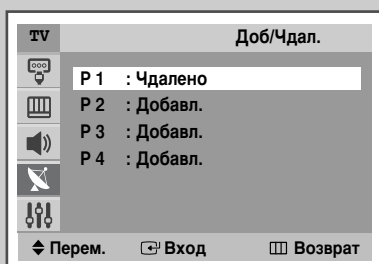 TV Доб/Чдал.
P 1 : Чдалено
P 2 : Добавл.
P 3 : Добавл.
P 4 : Добавл.
Перем. Вход Возврат